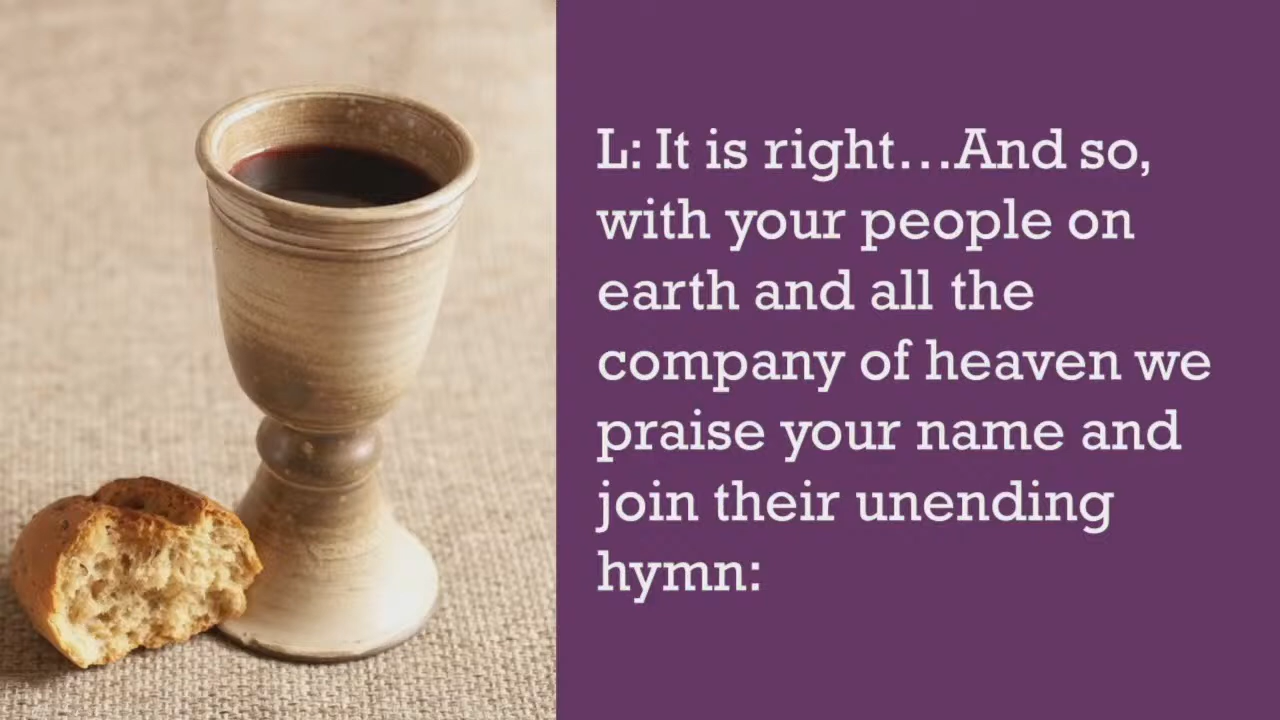 L: It is right...And so,
with your people on
earth and all the
company of heaven we
praise your name and
join their unending
hymn: